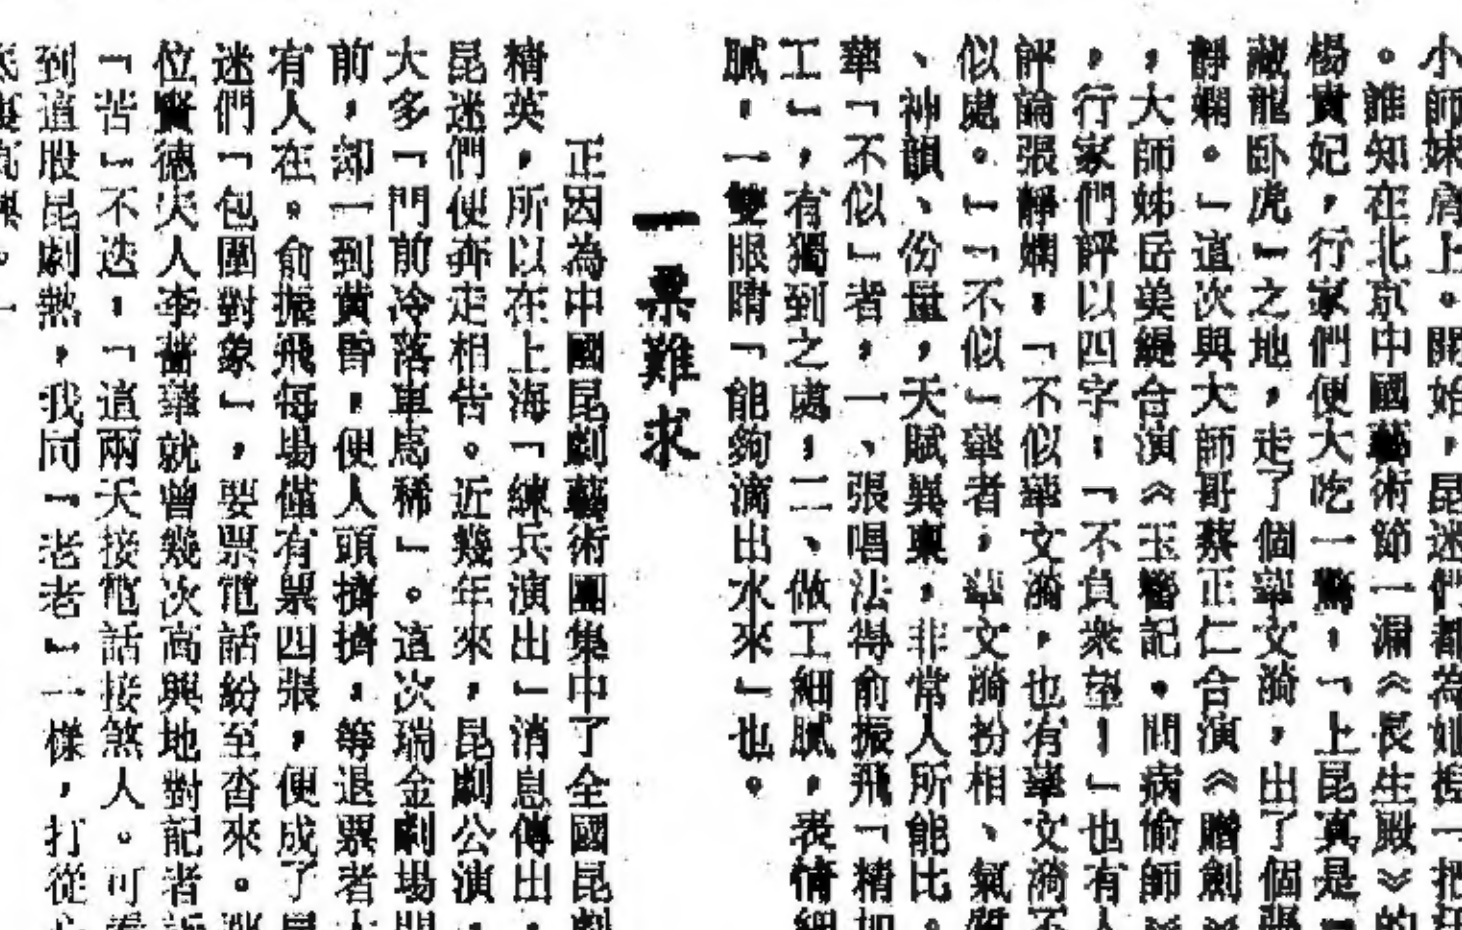 小師妹肩上。開始，昆迷們都為她捏一把
。誰知在北京中國藝術節一漏《長生殿》的
楊貴妃，行家們便大吃一驚，「上昆真是「
藏龍臥虎」之地，走了個華文漪，出了個張
靜嫻。」這次與大師哥蔡正仁合演《贈劍》
，大師姊岳美緹合演《玉簪記。問病偷師》
，行家們評以四字：「不負衆望！」也有人
評論張靜嫻，「不似華文漪，也有華文漪不
似處。」「不似」華者，華文漪扮相、氣質
、神韻、份量，天賦異稟，非常人所能比。
華「不似」者，一、張唱法得俞振飛「精加
工」，有獨到之處；二、做工細膩，表情細
膩，一雙眼睛「能夠滴出水來」也。
一票難求
正因為中國昆劇藝術團集中了全國昆劇
精英，所以在上海「練兵演出」消息傳出，
昆迷們便奔走相告。近幾年來，昆劇公演，
大多「門前冷落車馬稀」。這次瑞金劇場門
前，却一到黃昏，便人頭擠擠，等退票者
有人在。俞振飛每場僅有票四張，便成了
迷們「包圍對象」，要票電話紛至沓來。
位賢德夫人李薔華就曾幾次高興地對記者訴
「苦」不迭，「這兩天接電話接煞人。可
到這股昆劇熱，我同「老老」一樣，打從心